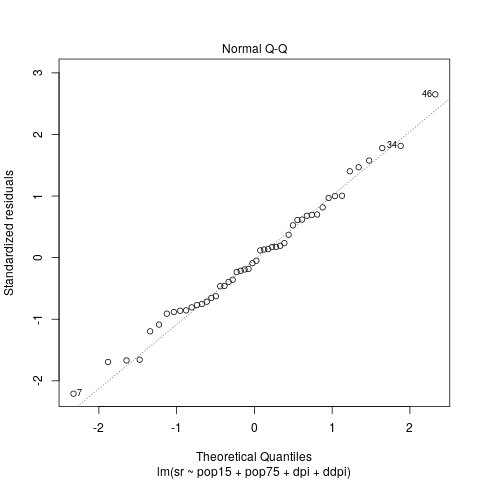 Normal Q-Q
3
2
1
0
-1
-2
Standardized residuals
46
34
7
-2 -1 0 1 2
Theoretical Quantiles
lm(sr ~ pop15 + pop75 + dpi + ddpi)